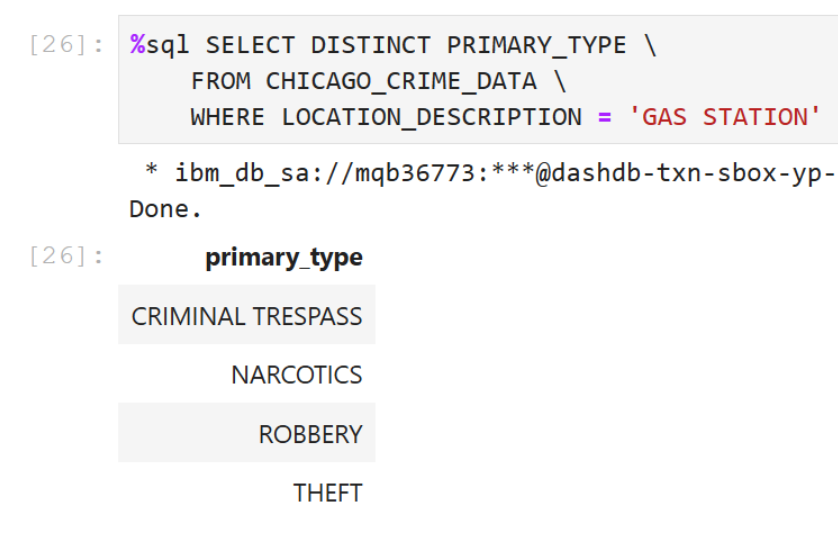 [26]: %sql SELECT DISTINCT PRIMARY_TYPE \
FROM CHICAGO_CRIME_DATA \
WHERE LOCATION_DESCRIPTION = 'GAS STATION'
* ibm_db_sa://mqb36773:***@dashdb-txn-sbox-yp-
Done.
[26]: primary_type
CRIMINAL TRESPASS
NARCOTICS
ROBBERY
THEFT